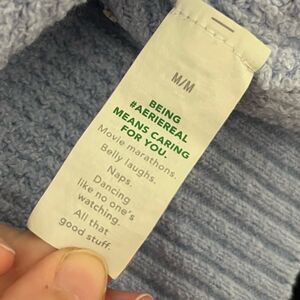 M/M
BEING
#AERIEREAL
MEANS CARING
FOR YOU.
Movie marathons.
Belly laughs.
Naps.
Dancing
like no one's
watching.
All that
good stuff.